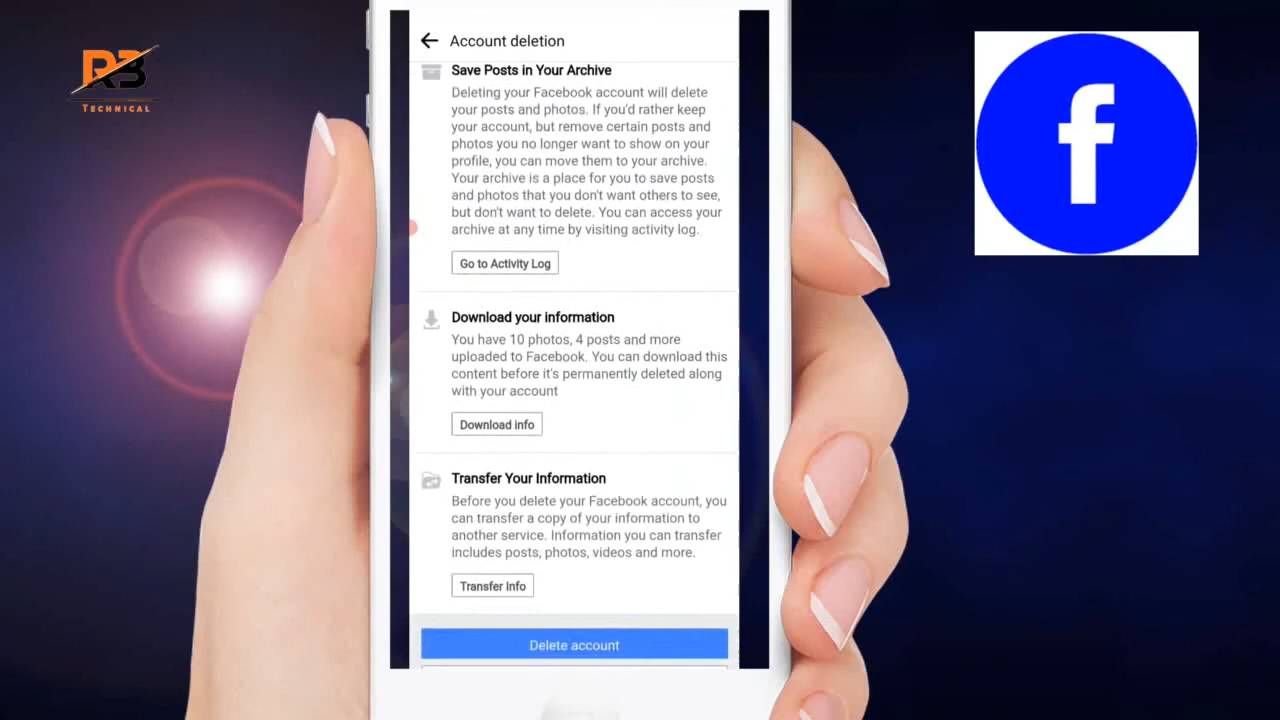 RB
TECHNICAL
Account deletion
Save Posts in Your Archive
Deleting your Facebook account will delete
your posts and photos. If you'd rather keep
your account, but remove certain posts and
photos you no longer want to show on your
profile, you can move them to your archive.
Your archive is a place for you to save posts
and photos that you don't want others to see,
but don't want to delete. You can access your
archive at any time by visiting activity log.
Go to Activity Log
Download your information
You have 10 photos, 4 posts and more
uploaded to Facebook. You can download this
content before it's permanently deleted along
with your account
Download info
Transfer Your Information
Before you delete your Facebook account, you
can transfer a copy of your information to
another service. Information you can transfer
includes posts, photos, videos and more.
Transfer Info
Delete account
f